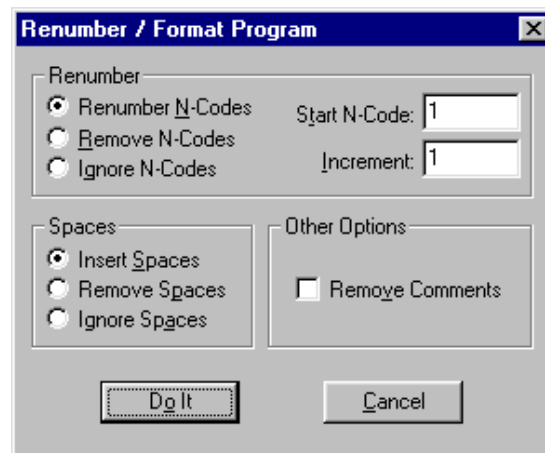 Renumber / Format Program
Renumber
Renumber N-Codes
Remove N-Codes
Ignore N-Codes
Start N-Code: 1
Increment: 1
Spaces
Insert Spaces
Remove Spaces
Ignore Spaces
Other Options
Remove Comments
Do It
Cancel